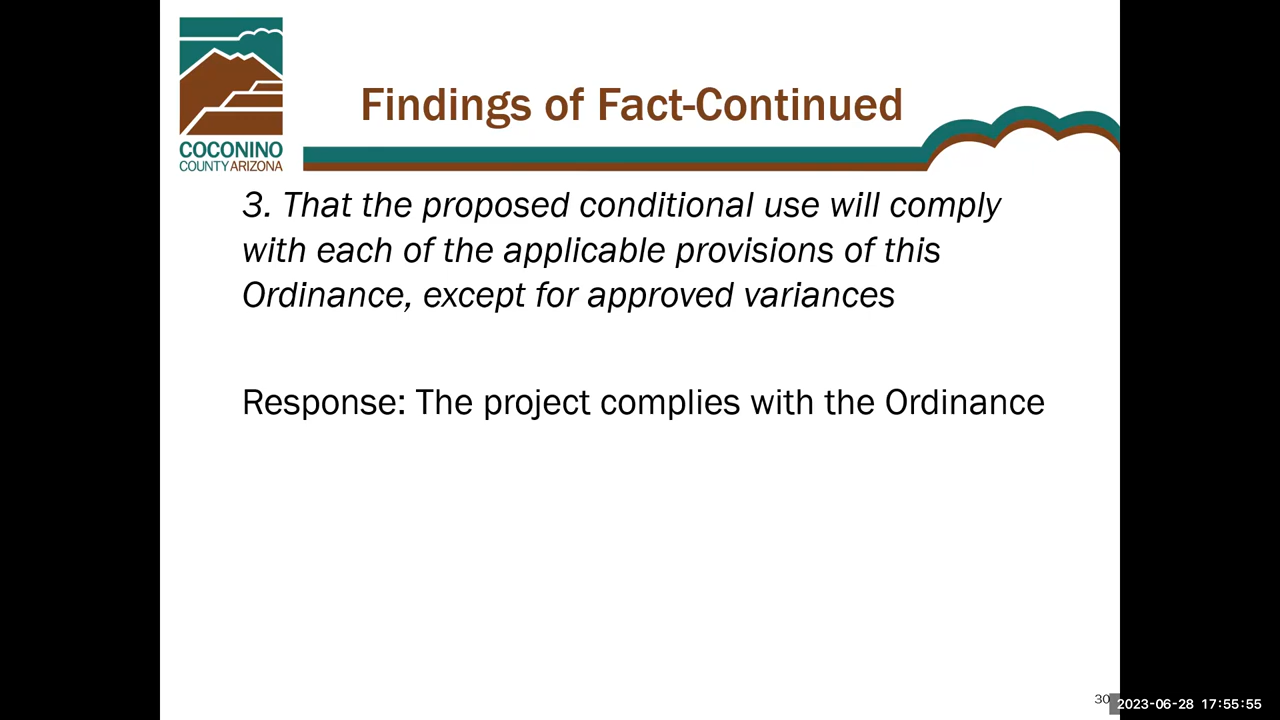 Findings of Fact-Continued
COCONINO
COUNTY ARIZONA
3. That the proposed conditional use will comply
with each of the applicable provisions of this
Ordinance, except for approved variances
Response: The project complies with the Ordinance
30
2023-06-28 17:55:55